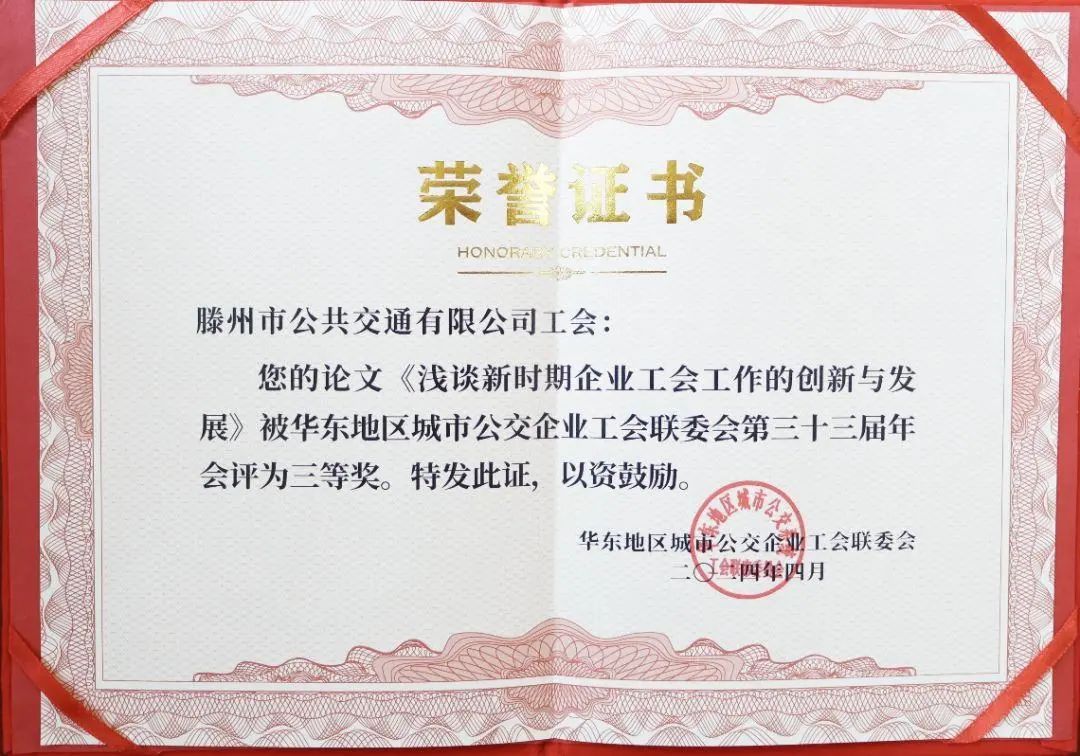 荣誉证书
HONORARY CREDENTIAL
滕州市公共交通有限公司工会：
您的论文《浅谈新时期企业工会工作的创新与发
展》被华东地区城市公交企业工会联委会第三十三届年
会评为三等奖。特发此证，以资鼓励。
华东地区城市公交企业工会联委会
二〇二四年四月